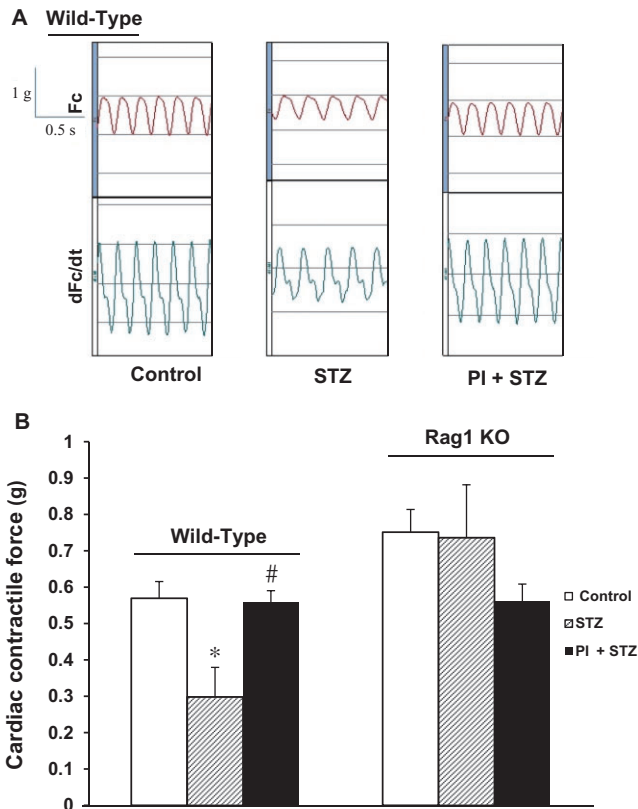 A Wild-Type
1 g
Fc
0.5 s
dFc/dt
Control
STZ
PI + STZ
B
Cardiac contractile force (g)
1
0.9
0.8
0.7
0.6
0.5
0.4
0.3
0.2
0.1
0
Wild-Type
*
#
Rag1 KO
Control
STZ
PI + STZ